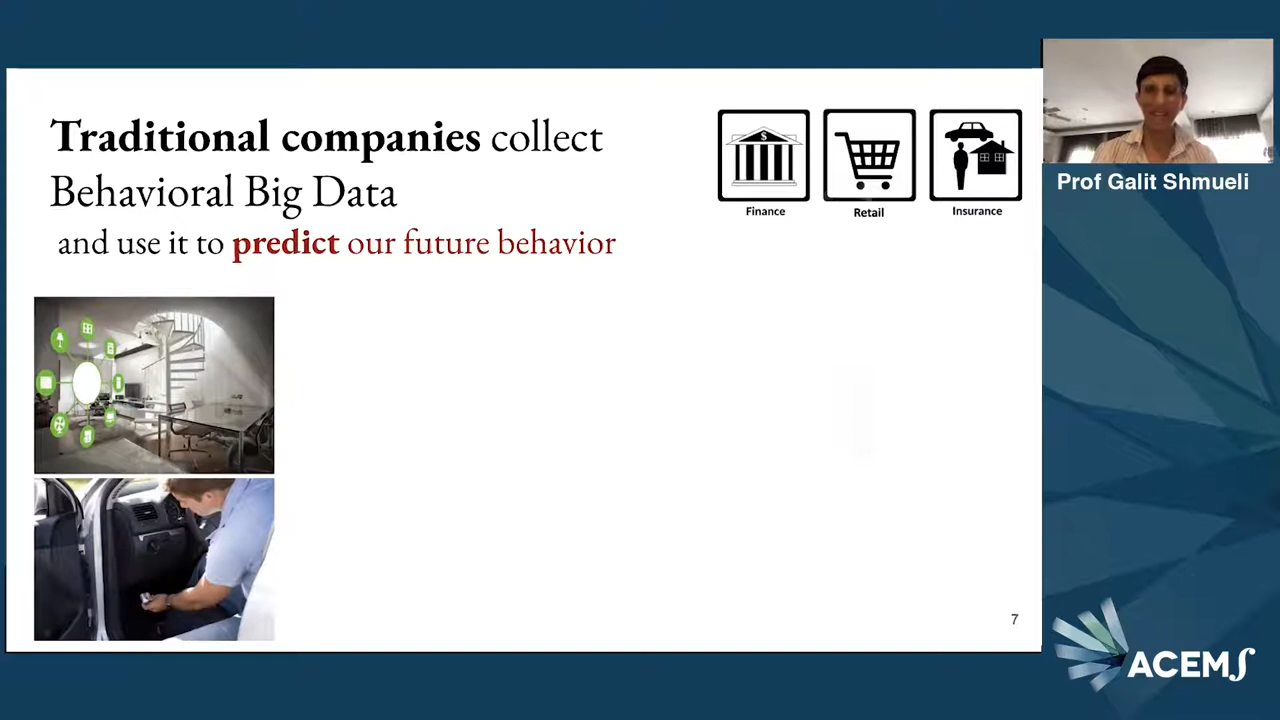 Traditional companies collect
Behavioral Big Data
and use it to predict our future behavior
$
Finance
Retail
Insurance
Prof Galit Shmueli
7
ACEMS